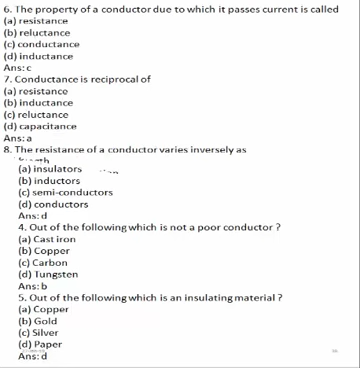 6. The property of a conductor due to which it passes current is called
(a) resistance
(b) reluctance
(c) conductance
(d) inductance
Ans: c
7. Conductance is reciprocal of
(a) resistance
(b) inductance
(c) reluctance
(d) capacitance
Ans: a
8. The resistance of a conductor varies inversely as
(a) insulators
(b) inductors
(c) semi-conductors
(d) conductors
Ans: d
4. Out of the following which is not a poor conductor ?
(a) Cast iron
(b) Copper
(c) Carbon
(d) Tungsten
Ans: b
5. Out of the following which is an insulating material ?
(a) Copper
(b) Gold
(c) Silver
(d) Paper
Ans: d